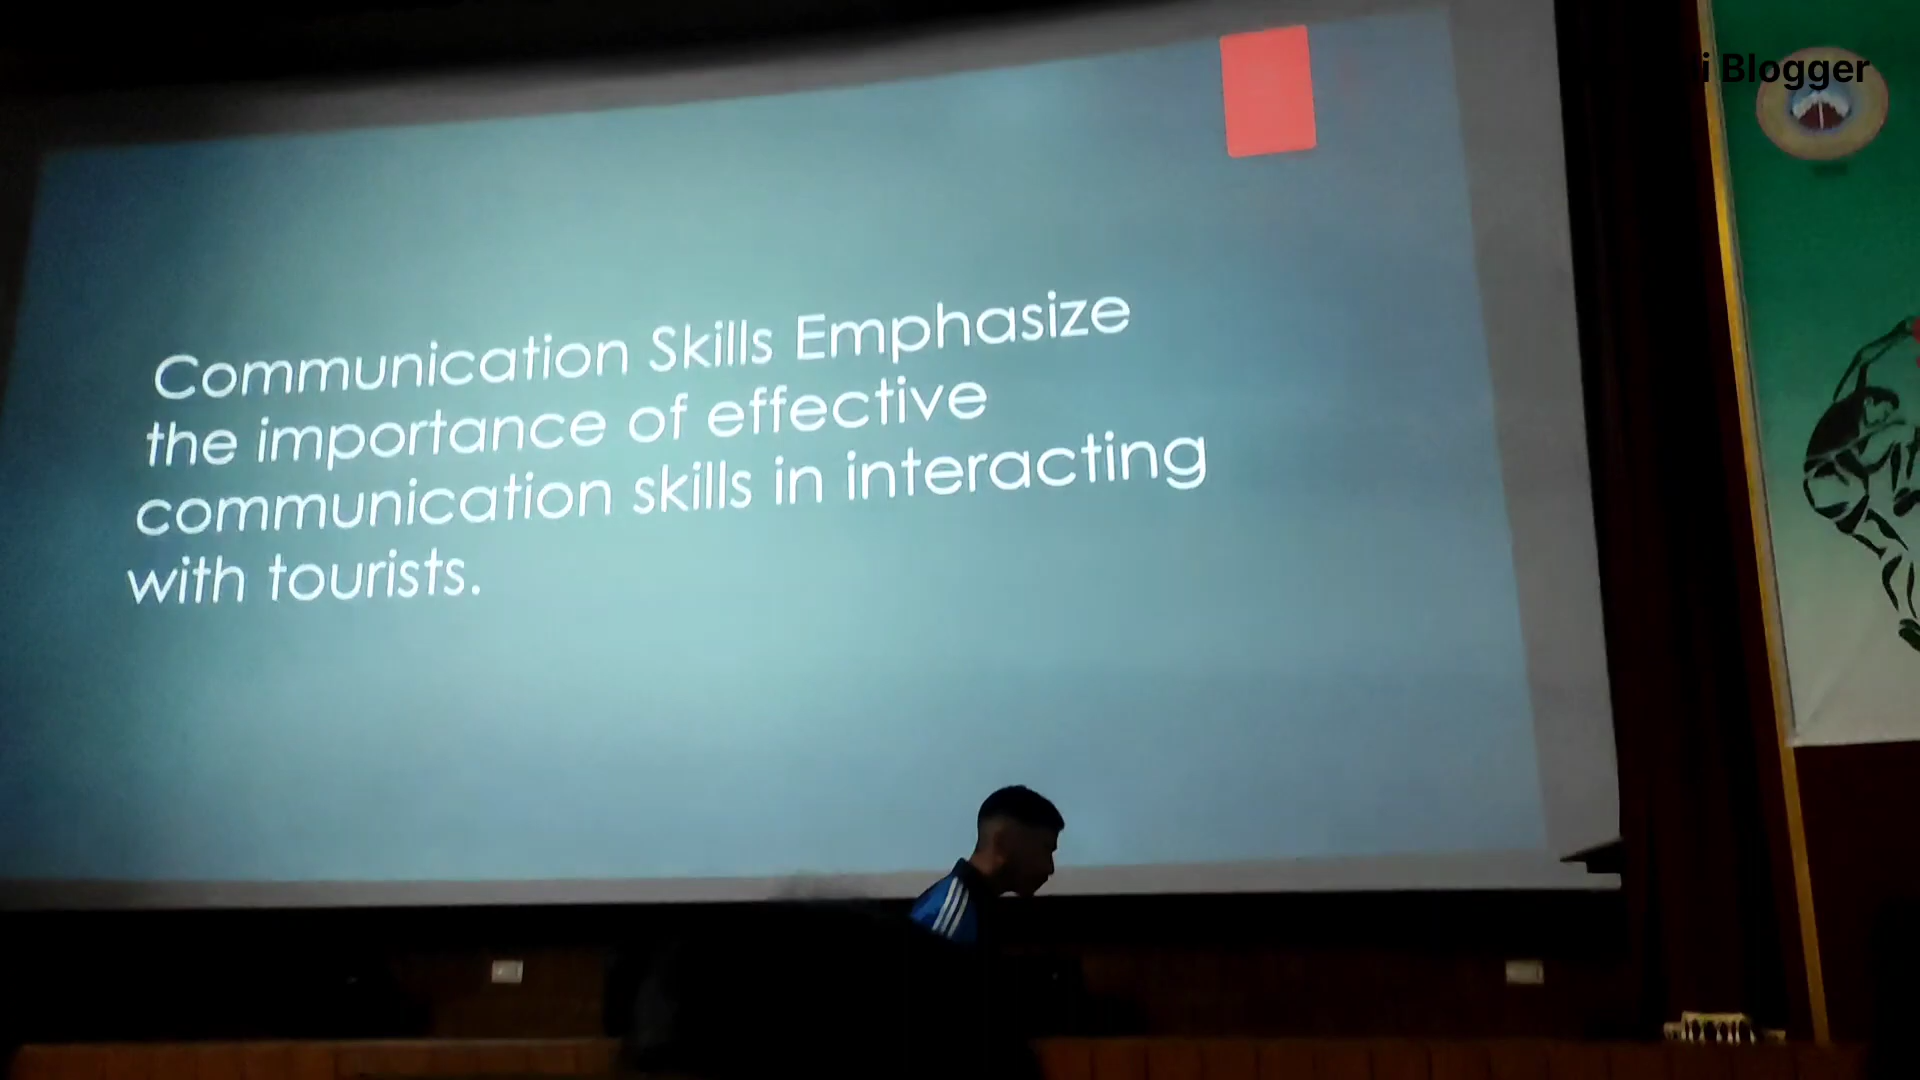 Communication Skills Emphasize
the importance of effective
communication skills in interacting
with tourists.
i Blogger